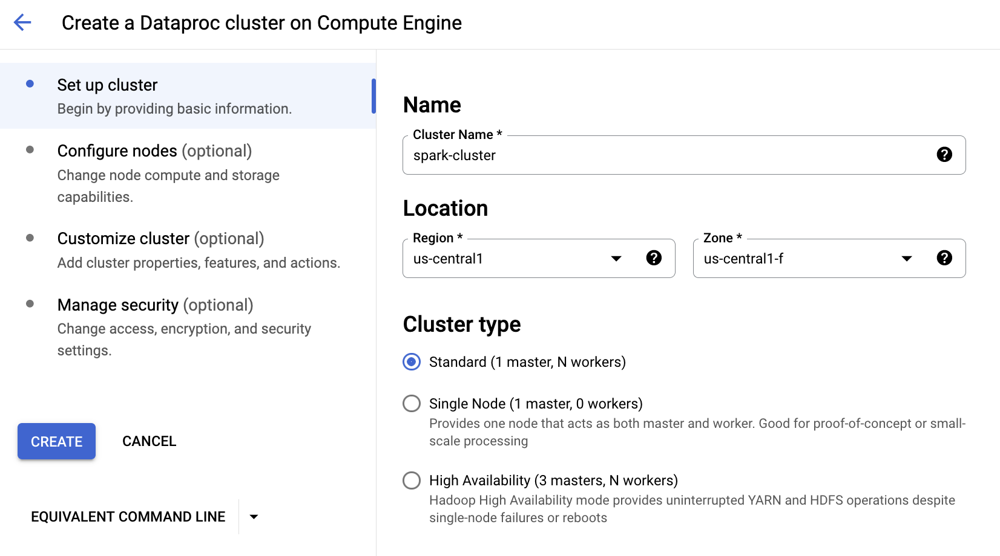 Create a Dataproc cluster on Compute Engine
Set up cluster
Begin by providing basic information.
Configure nodes (optional)
Change node compute and storage
capabilities.
Customize cluster (optional)
Add cluster properties, features, and actions.
Manage security (optional)
Change access, encryption, and security
settings.
CREATE
CANCEL
EQUIVALENT COMMAND LINE
Name
Cluster Name *
spark-cluster
Location
Region *
us-central1
Zone *
us-central1-f
Cluster type
Standard (1 master, N workers)
Single Node (1 master, 0 workers)
Provides one node that acts as both master and worker. Good for proof-of-concept or small-
scale processing
High Availability (3 masters, N workers)
Hadoop High Availability mode provides uninterrupted YARN and HDFS operations despite
single-node failures or reboots